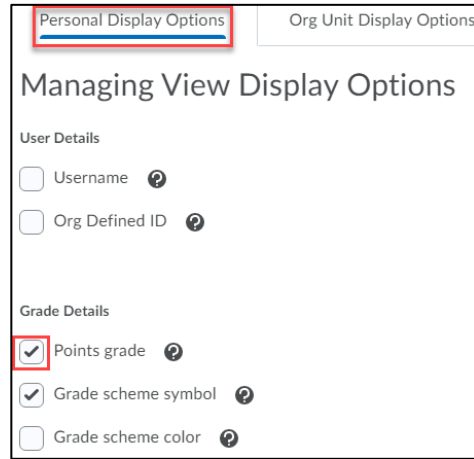 Personal Display Options
Org Unit Display Options
Managing View Display Options
User Details
Username
Org Defined ID
Grade Details
Points grade
Grade scheme symbol
Grade scheme color